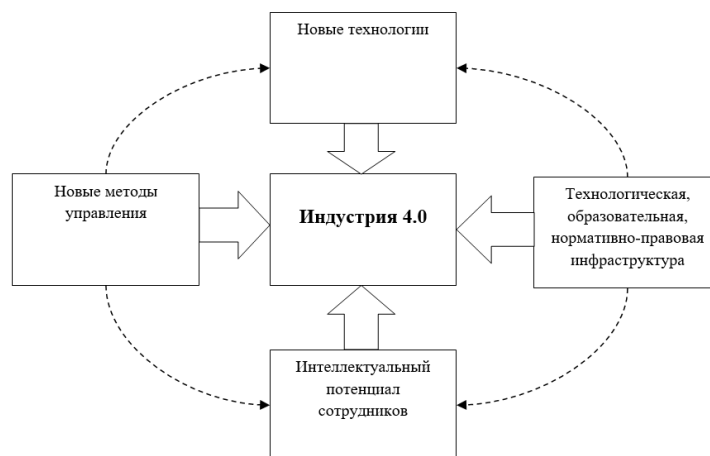 Новые технологии
Новые методы
управления
Индустрия 4.0
Технологическая,
образовательная,
нормативно-правовая
инфраструктура
Интеллектуальный
потенциал
сотрудников